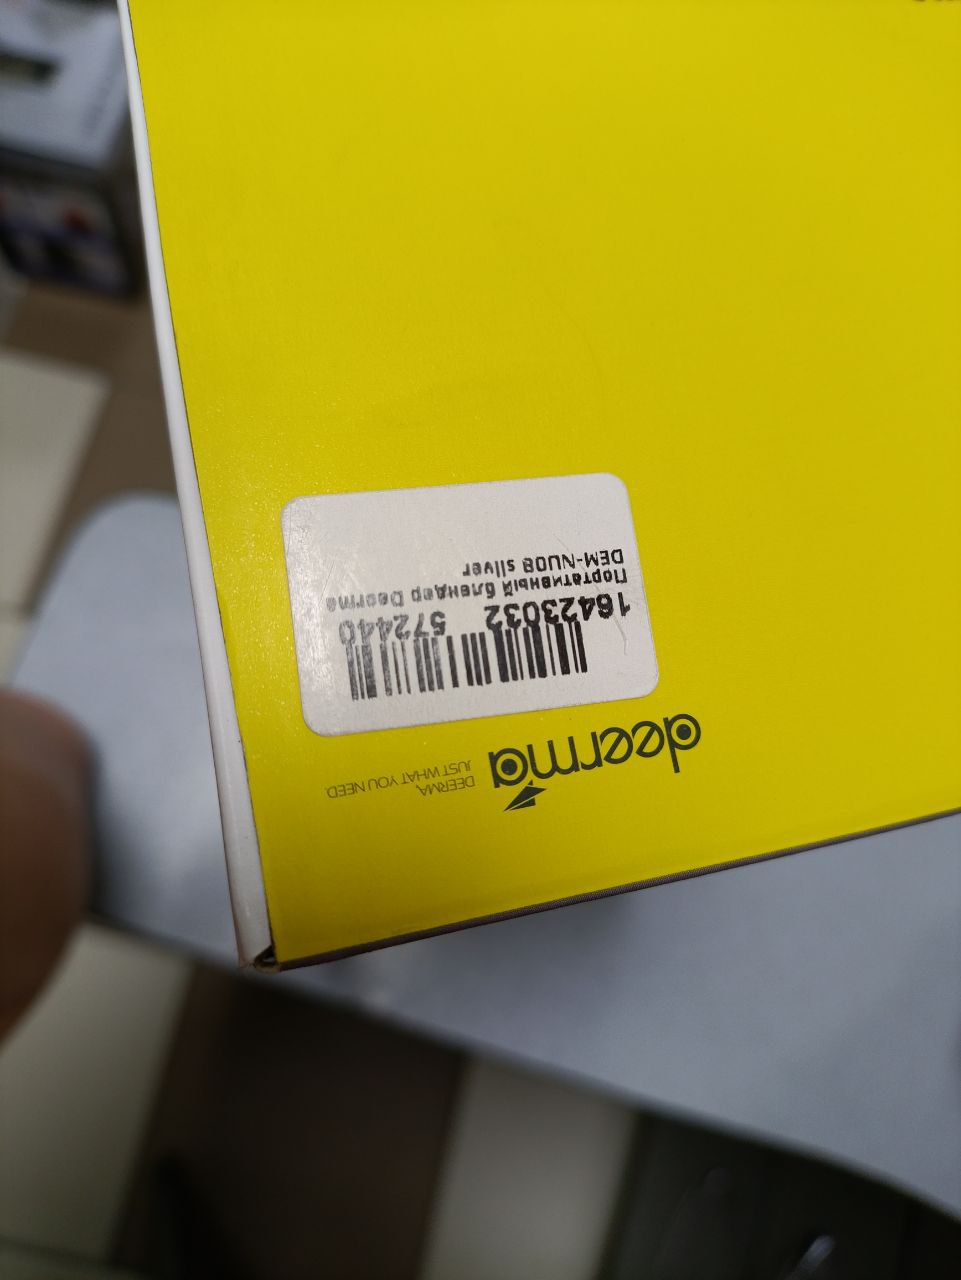 16423032 572440
Портативный блендер Deerma
DEM-NU08 silver
deerma
DEERMA,
JUST WHAT YOU NEED.